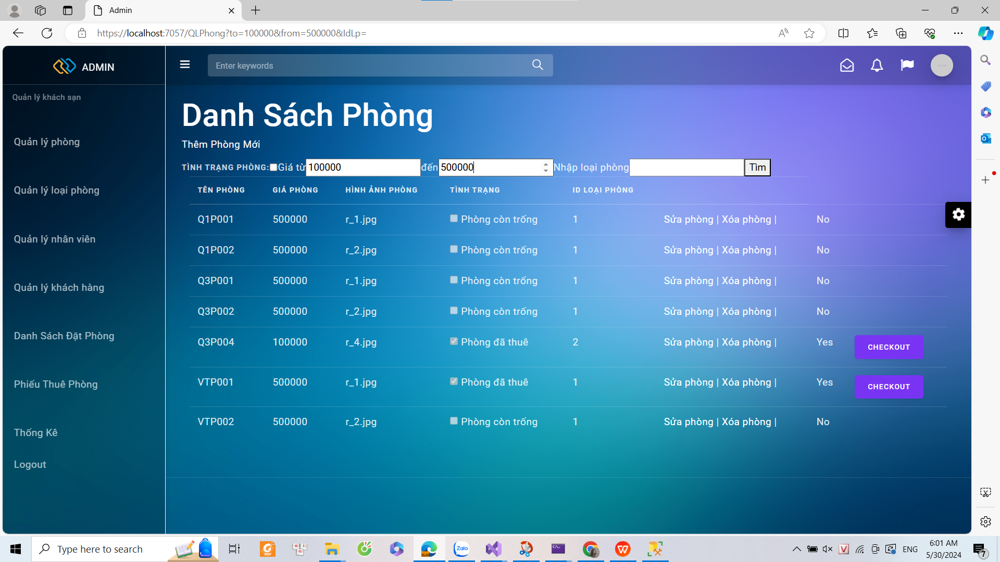 Admin
https://localhost:7057/QLPhong?to=100000&from=500000&IdLp=
ADMIN
Enter keywords
Quản lý khách sạn
Quản lý phòng
Quản lý loại phòng
Quản lý nhân viên
Quản lý khách hàng
Danh Sách Đặt Phòng
Phiếu Thuê Phòng
Thống Kê
Logout
Danh Sách Phòng
Thêm Phòng Mới
TÌNH TRẠNG PHÒNG: Giá từ 100000 đến 500000 Nhập loại phòng Tìm
TÊN PHÒNG GIÁ PHÒNG HÌNH ẢNH PHÒNG TÌNH TRẠNG ID LOẠI PHÒNG
Q1P001 500000 r_1.jpg Phòng còn trống 1 Sửa phòng | Xóa phòng | No
Q1P002 500000 r_2.jpg Phòng còn trống 1 Sửa phòng | Xóa phòng | No
Q3P001 500000 r_1.jpg Phòng còn trống 1 Sửa phòng | Xóa phòng | No
Q3P002 500000 r_2.jpg Phòng còn trống 1 Sửa phòng | Xóa phòng | No
Q3P004 100000 r_4.jpg Phòng đã thuê 2 Sửa phòng | Xóa phòng | Yes CHECKOUT
VTP001 500000 r_1.jpg Phòng đã thuê 1 Sửa phòng | Xóa phòng | Yes CHECKOUT
VTP002 500000 r_2.jpg Phòng còn trống 1 Sửa phòng | Xóa phòng | No
Type here to search
PDF
Zalo
ENG
6:01 AM
5/30/2024
7